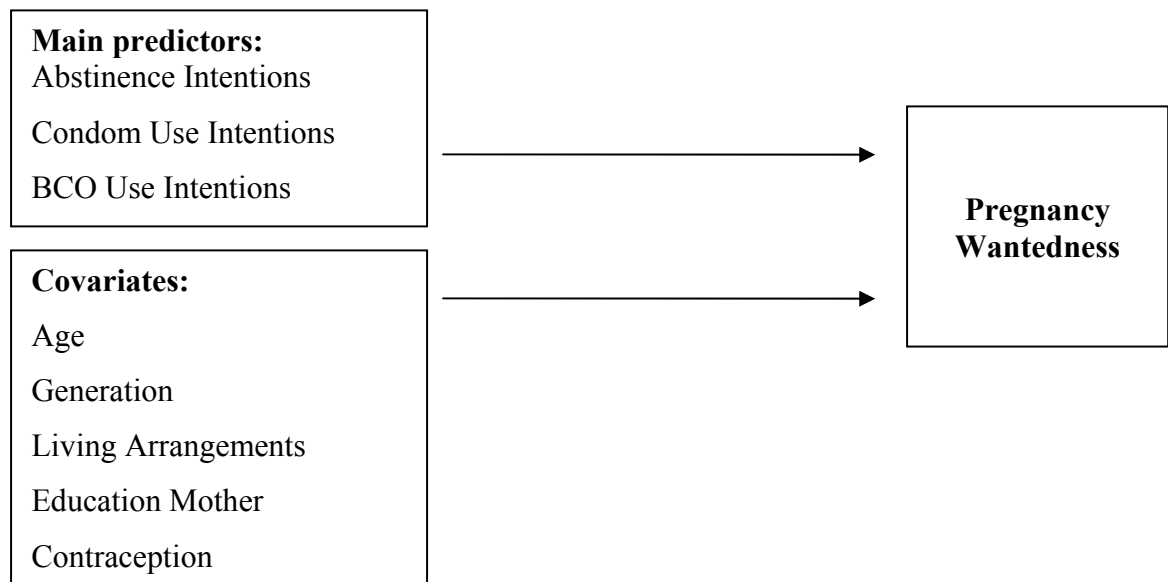 Main predictors:
Abstinence Intentions
Condom Use Intentions
BCO Use Intentions
Covariates:
Age
Generation
Living Arrangements
Education Mother
Contraception
Pregnancy
Wantedness